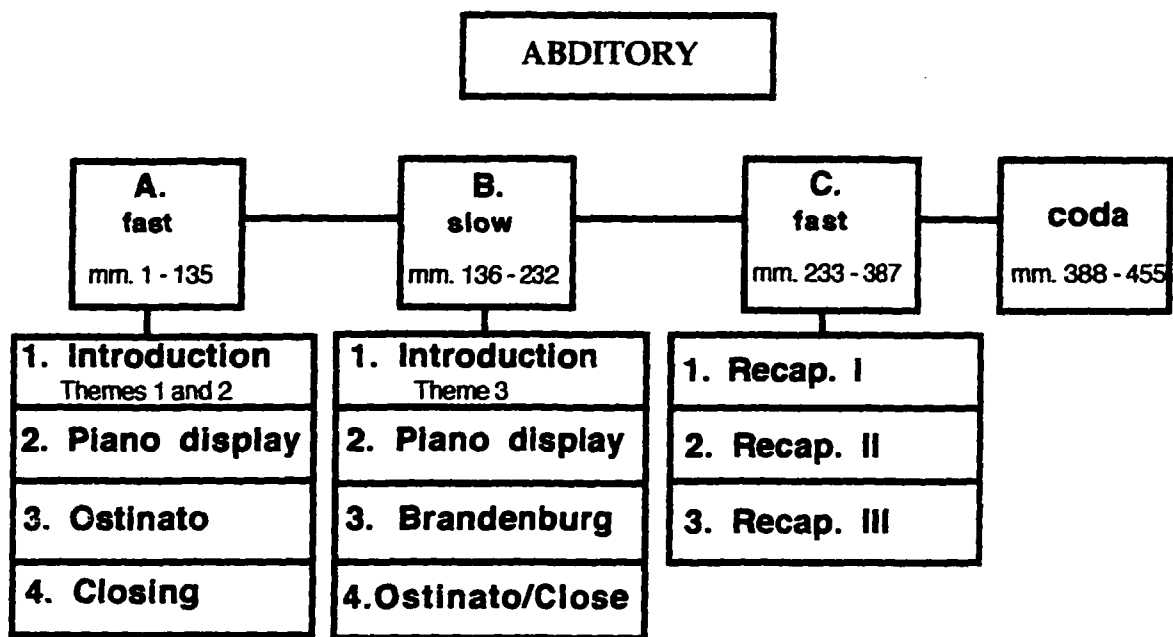 ABDITORY
A.
fast
mm. 1 - 135
B.
slow
mm. 136 - 232
C.
fast
mm. 233 - 387
coda
mm. 388 - 455
1. Introduction
Themes 1 and 2
2. Piano display
3. Ostinato
4. Closing
1. Introduction
Theme 3
2. Piano display
3. Brandenburg
4.Ostinato/Close
1. Recap. I
2. Recap. II
3. Recap. III